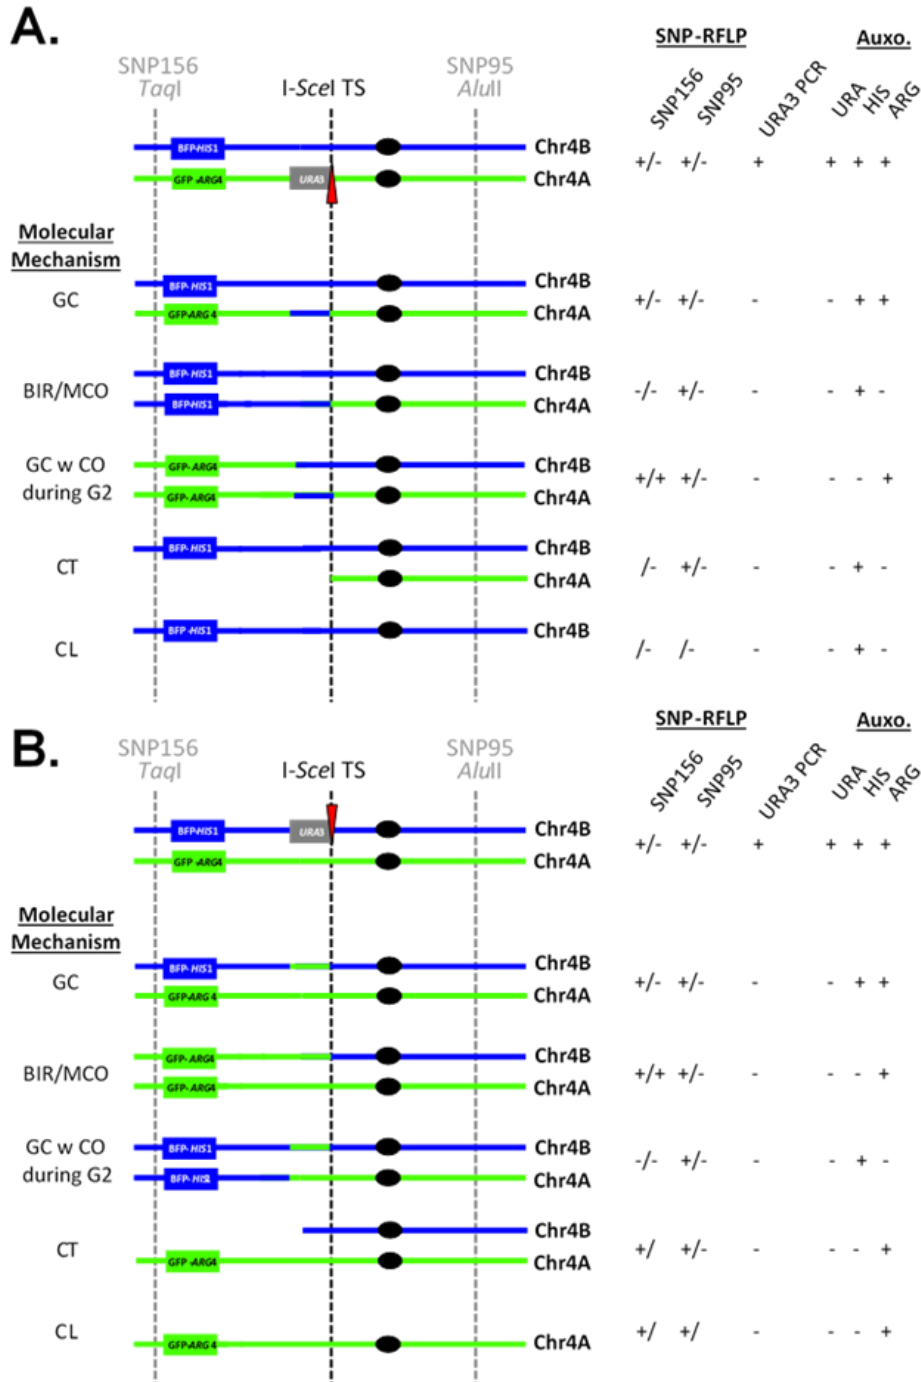 A.
SNP-RFLP Auxo.
SNP156 SNP95
TaqI I-SceI TS AluII
SNP156 SNP95 URA3 PCR URA HIS ARG
BFP-HIS1 Chr4B
+/- +/- + + + +
GFP-ARG4 URA3 Chr4A
Molecular
Mechanism
BFP-HIS1 Chr4B
GC +/- +/- - - + +
GFP-ARG4 Chr4A
BFP-HIS1 Chr4B
BIR/MCO -/- +/- - - + -
BFP-HIS1 Chr4A
GC w CO GFP-ARG4 Chr4B
during G2 GFP-ARG4 Chr4A
+/+ +/- - - - +
BFP-HIS1 Chr4B
CT /- +/- - - + -
Chr4A
BFP-HIS1 Chr4B
CL /- /- - - + -
B.
SNP-RFLP Auxo.
SNP156 SNP95
TaqI I-SceI TS AluII
SNP156 SNP95 URA3 PCR URA HIS ARG
BFP-HIS1 URA3 Chr4B
+/- +/- + + + +
GFP-ARG4 Chr4A
Molecular
Mechanism
BFP-HIS1 Chr4B
GC +/- +/- - - + +
GFP-ARG4 Chr4A
GFP-ARG4 Chr4B
BIR/MCO +/+ +/- - - - +
GFP-ARG4 Chr4A
GC w CO BFP-HIS1 Chr4B
during G2 Chr4A
-/- +/- - - + -
Chr4B
CT +/ +/- - - - +
GFP-ARG4 Chr4A
CL +/ +/ - - - +
GFP-ARG4 Chr4A